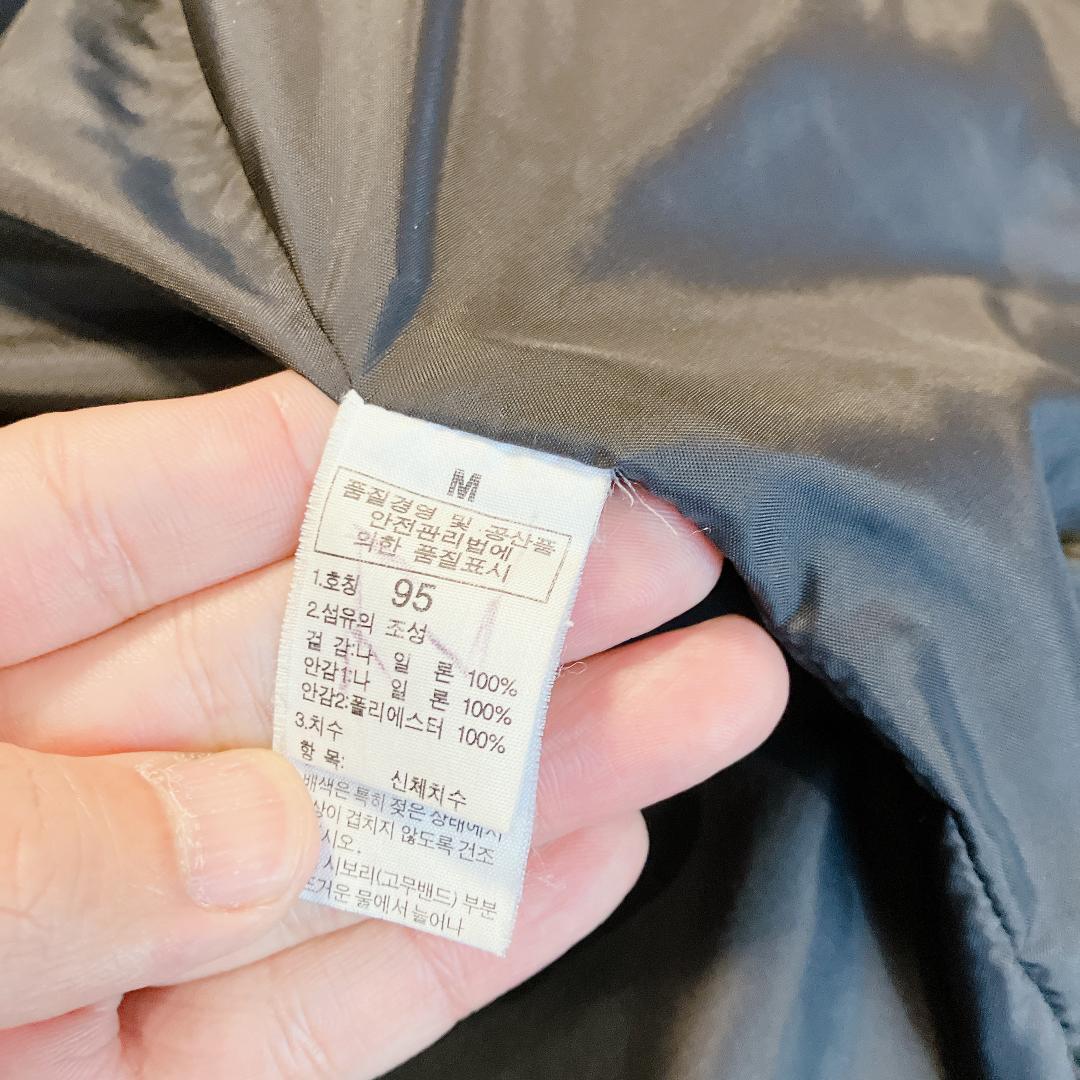 M
품질경영 및 공산품
안전관리법에
의한 품질표시
1.호칭 95
2.섬유의 조성
겉 감:나 일 론 100%
안감1:나 일 론 100%
안감2:폴리에스터 100%
3.치수
항 목:
신체치수
배색은 특히 젖은 상태에서
상이 겹치지 않도록 건조
시오.
시보리(고무밴드) 부분
뜨거운 물에서 늘어나